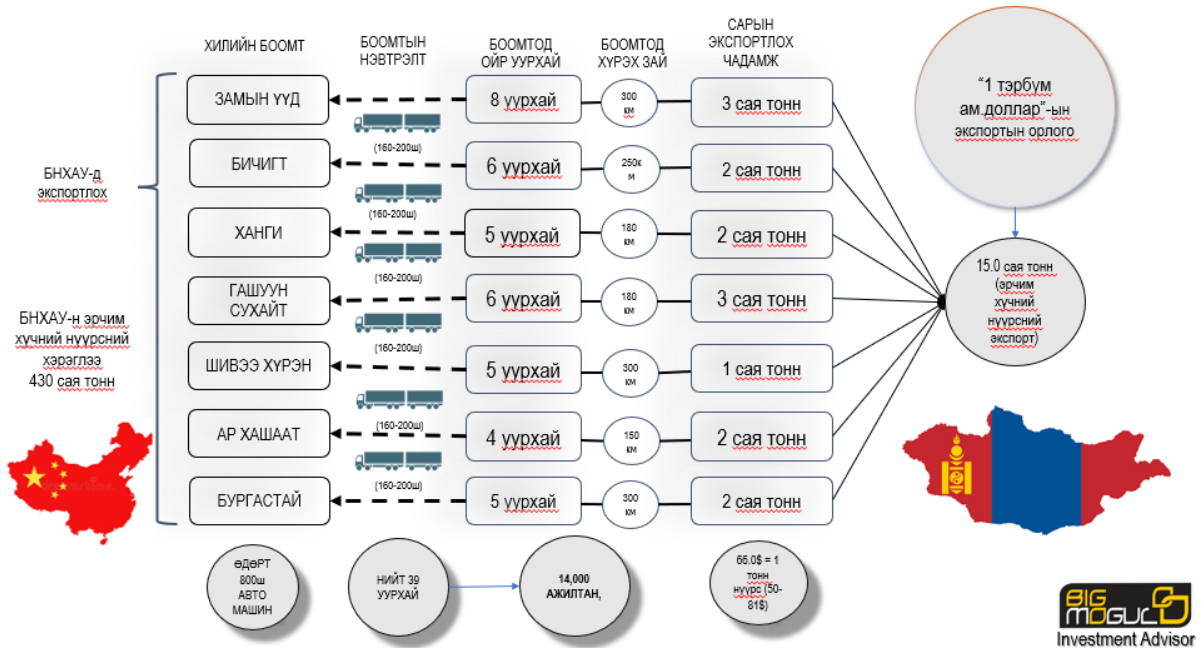 ХИЛИЙН БООМТ
БООМТЫН
НЭВТРЭЛТ
БООМТОД
ОЙР УУРХАЙ
БООМТОД
ХҮРЭХ ЗАЙ
САРЫН
ЭКСПОРТЛОХ
ЧАДАМЖ
ЗАМЫН ҮҮД
8 уурхай
300
км
3 сая тонн
(160-200ш)
БИЧИГТ
6 уурхай
250к
м
2 сая тонн
(160-200ш)
ХАНГИ
5 уурхай
180
км
2 сая тонн
(160-200ш)
ГАШУУН
СУХАЙТ
6 уурхай
180
км
3 сая тонн
(160-200ш)
ШИВЭЭ ХҮРЭН
5 уурхай
300
км
1 сая тонн
(160-200ш)
АР ХАШААТ
4 уурхай
150
км
2 сая тонн
(160-200ш)
БУРГАСТАЙ
5 уурхай
300
км
2 сая тонн
БНХАУ-д
экспортлох
БНХАУ-н эрчим
хүчний нүүрсний
хэрэглээ
430 сая тонн
“1 тэрбум
ам.доллар”-ын
экспортын орлого
15.0 сая тонн
(эрчим
хүчний
нүүрсний
экспорт)
ӨДӨРТ
800ш
АВТО
МАШИН
НИЙТ 39
УУРХАЙ
14,000
АЖИЛТАН,
66.0$ = 1
тонн
нүүрс (50-
81$)
BIG
MOGUL
Investment Advisor